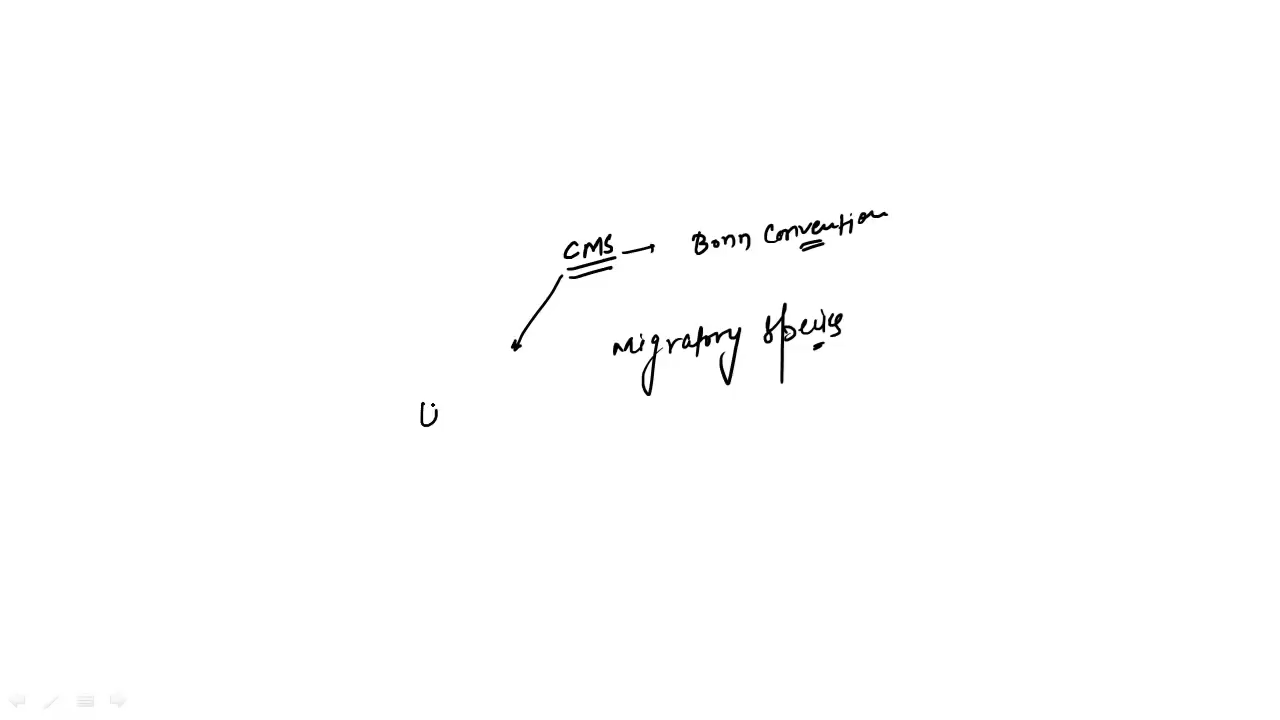 CMS → Bonn Convention
migratory Species
U